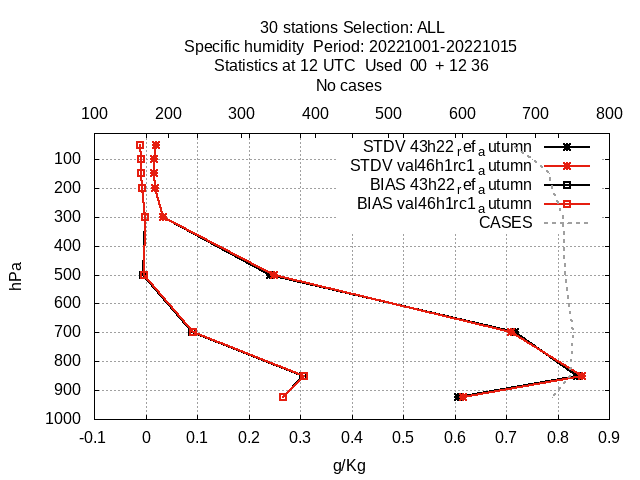 30 stations Selection: ALL
Specific humidity  Period: 20221001-20221015
Statistics at 12 UTC  Used  00  + 12 36
No cases
100 200 300 400 500 600 700 800
STDV 43h22_ref_autumn
STDV val46h1rc1_autumn
BIAS 43h22_ref_autumn
BIAS val46h1rc1_autumn
CASES
hPa
100
200
300
400
500
600
700
800
900
1000
-0.1 0 0.1 0.2 0.3 0.4 0.5 0.6 0.7 0.8 0.9
g/Kg